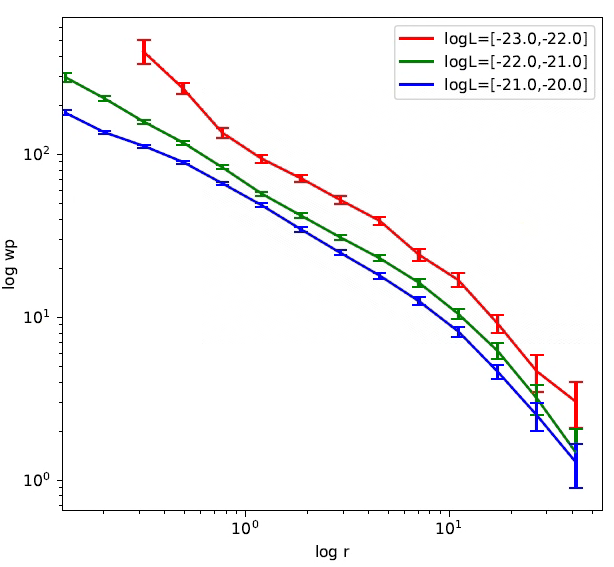 logL=[-23.0,-22.0]
logL=[-22.0,-21.0]
logL=[-21.0,-20.0]
log wp
10²
10¹
10⁰
10⁰
10¹
log r